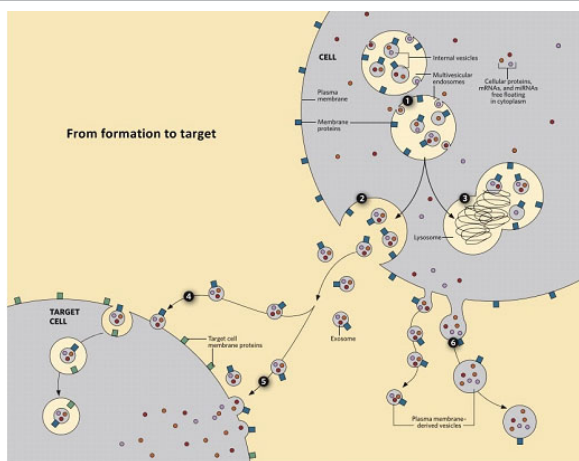 CELL
Internal vesicles
Multivesicular
endosomes
Cellular proteins,
mRNAs, and miRNAs
free floating
in cytoplasm
Plasma
membrane
1
Membrane
proteins
From formation to target
2
3
Lysosome
4
TARGET
CELL
Target cell
membrane proteins
Exosome
5
6
Plasma membrane–
derived vesicles